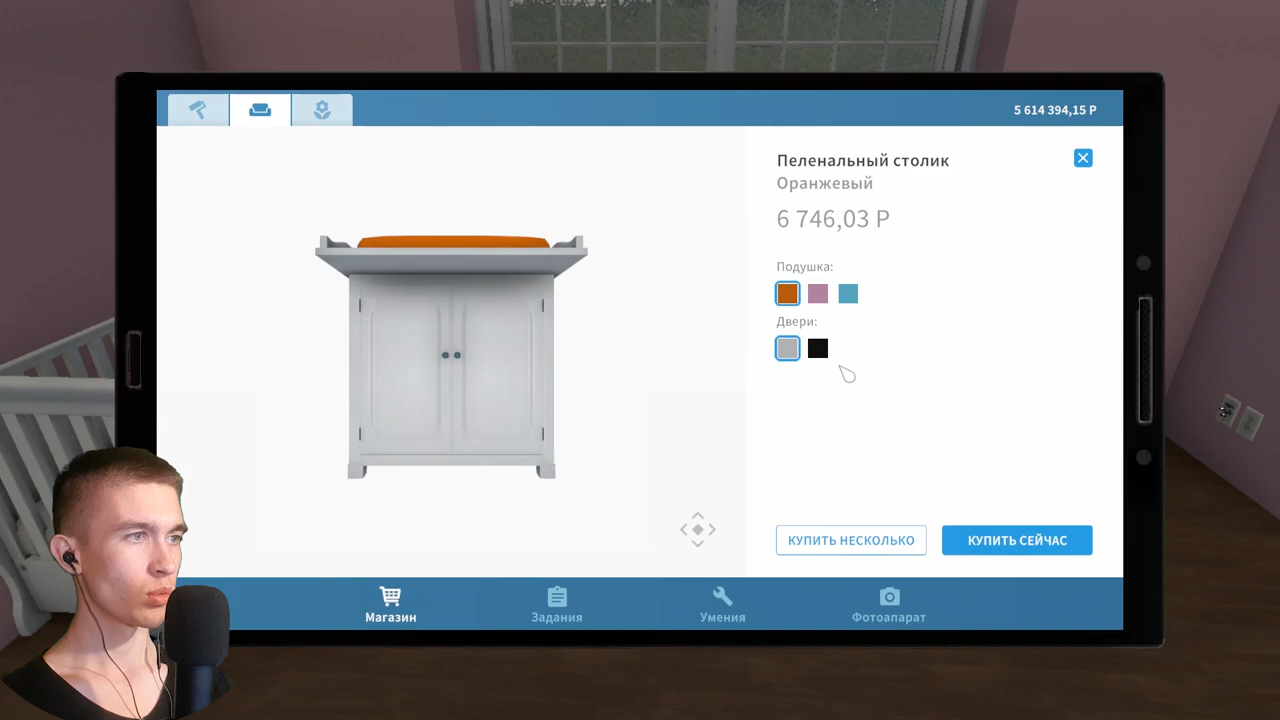 5 614 394,15 Р
Пеленальный столик
Оранжевый
6 746,03 Р
Подушка:
Двери:
КУПИТЬ НЕСКОЛЬКО
КУПИТЬ СЕЙЧАС
Магазин
Задания
Умения
Фотоапарат